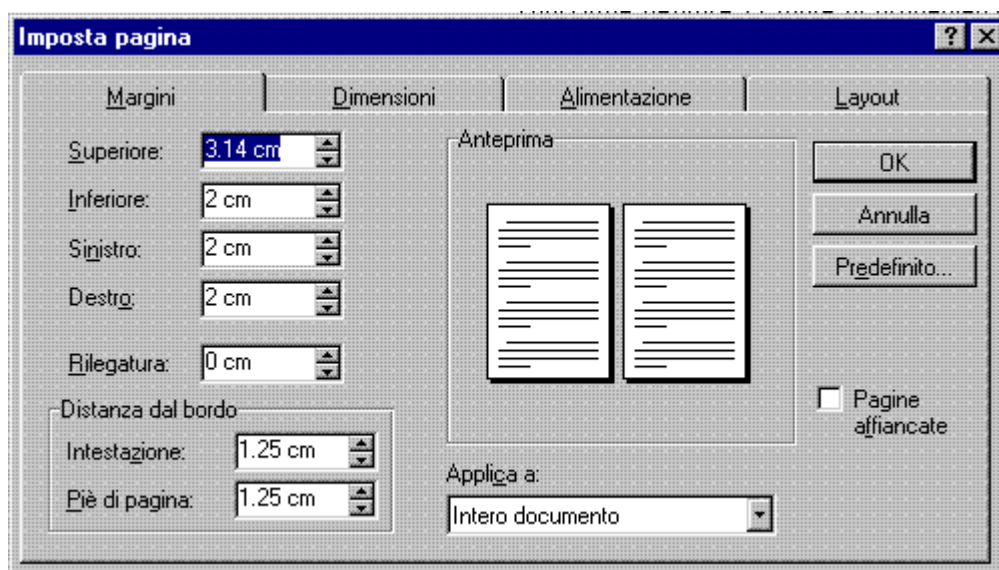 Imposta pagina
Margini Dimensioni Alimentazione Layout
Superiore: 3.14 cm
Inferiore: 2 cm
Sinistro: 2 cm
Destro: 2 cm
Rilegatura: 0 cm
Distanza dal bordo
Intestazione: 1.25 cm
Piè di pagina: 1.25 cm
Anteprima
Applica a:
Intero documento
OK
Annulla
Predefinito...
Pagine
affiancate